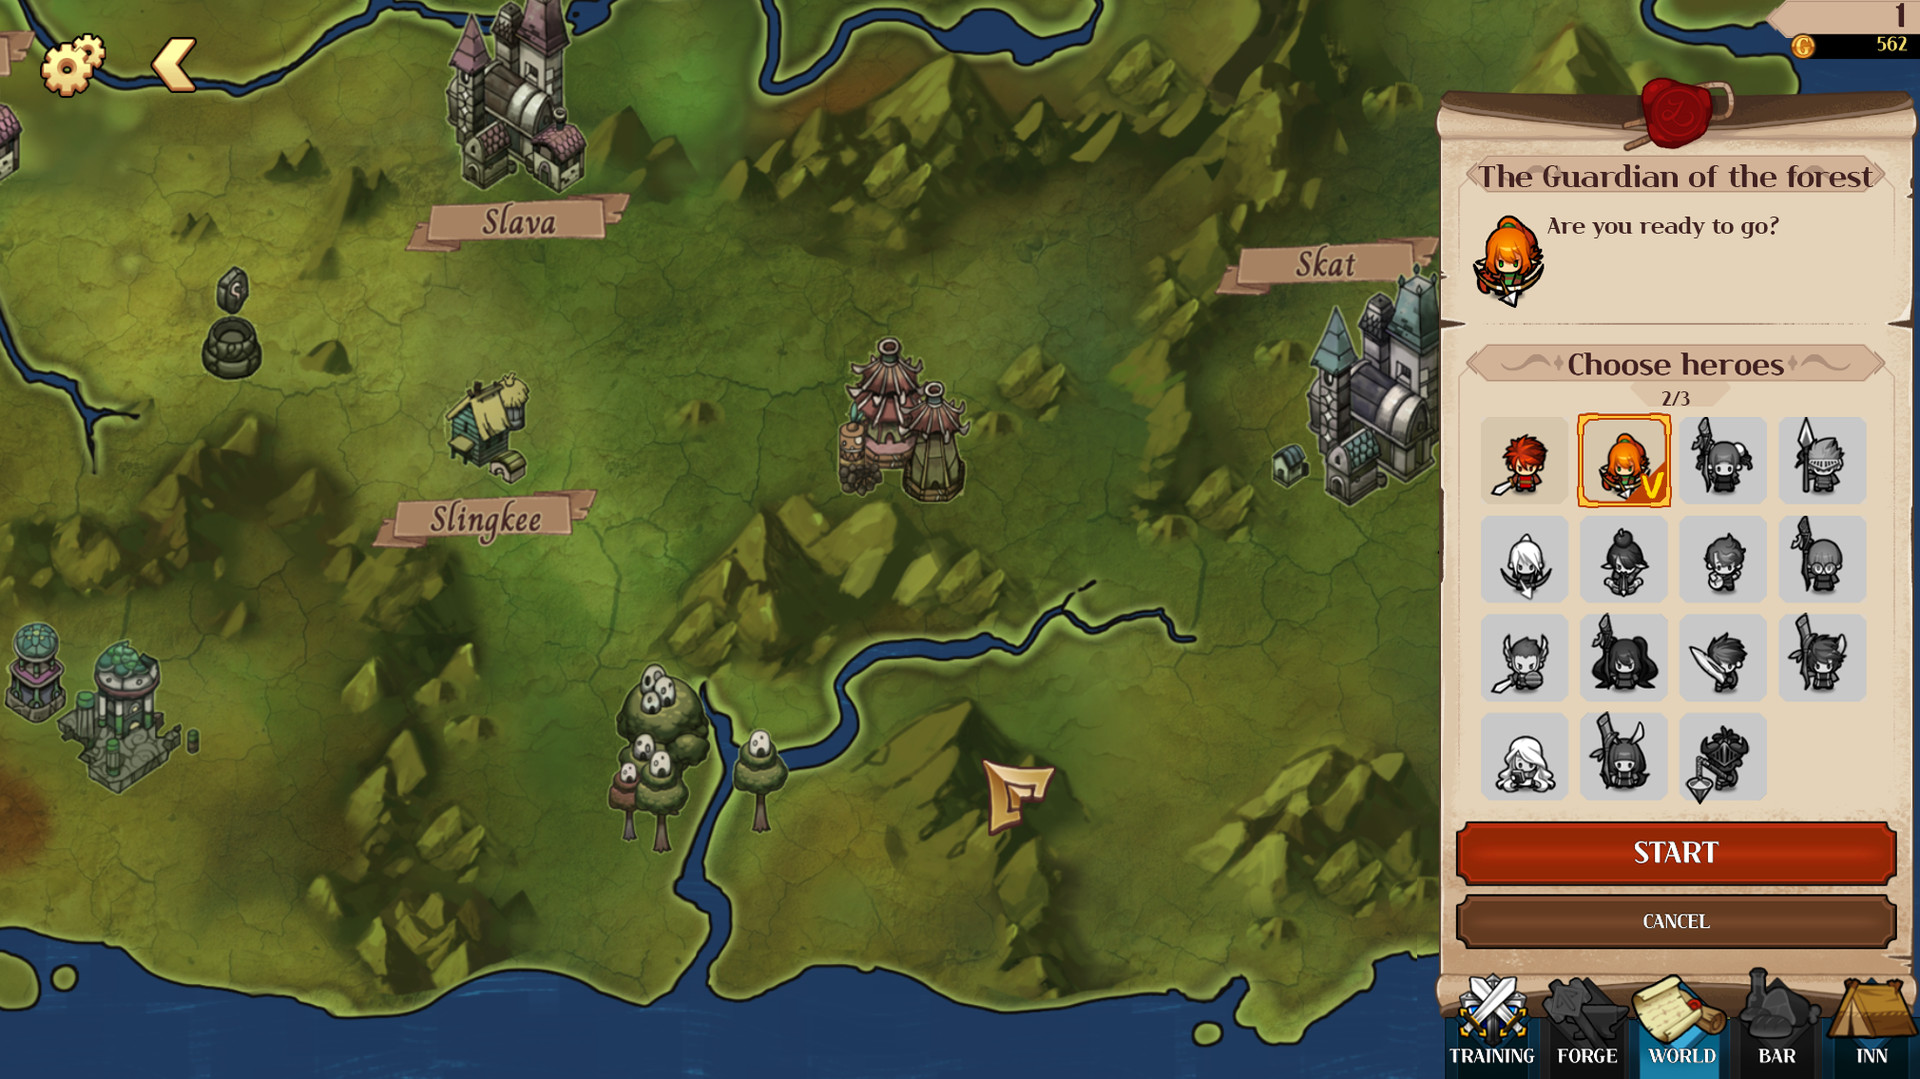 1
562
Slava
Skat
Slingkee
The Guardian of the forest
Are you ready to go?
Choose heroes
2/3
START
CANCEL
TRAINING
FORGE
WORLD
BAR
INN